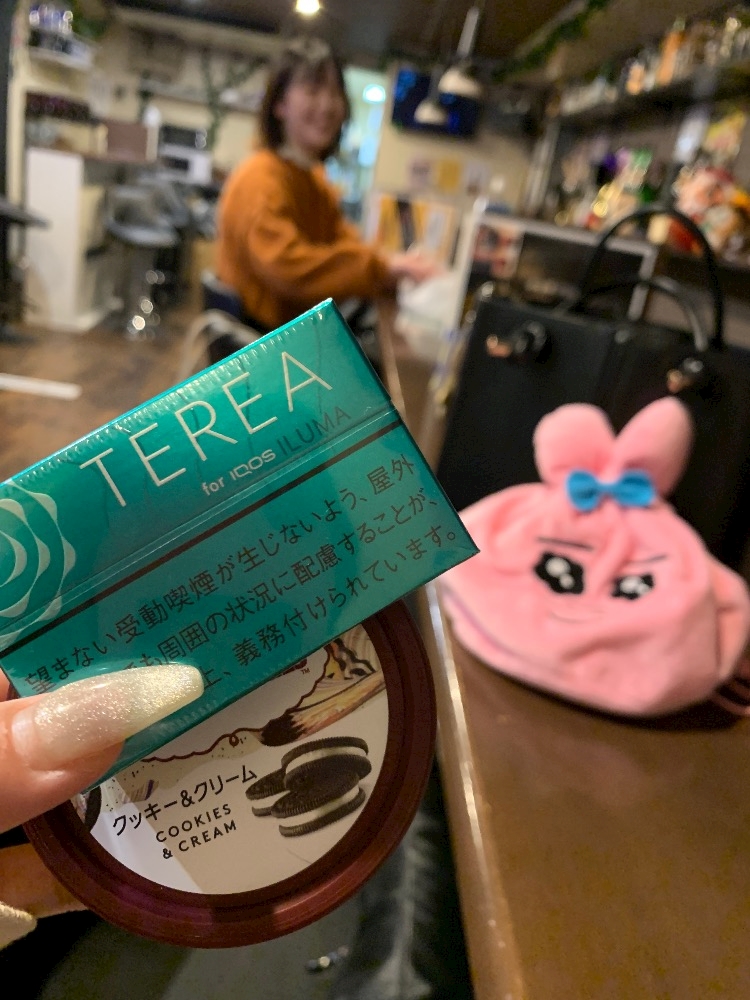 TEREA
for IQOS ILUMA
望まない受動喫煙が生じないよう、屋外
も周囲の状況に配慮することが、
上、義務付けられています。
TM
クッキー&クリーム
COOKIES
& CREAM